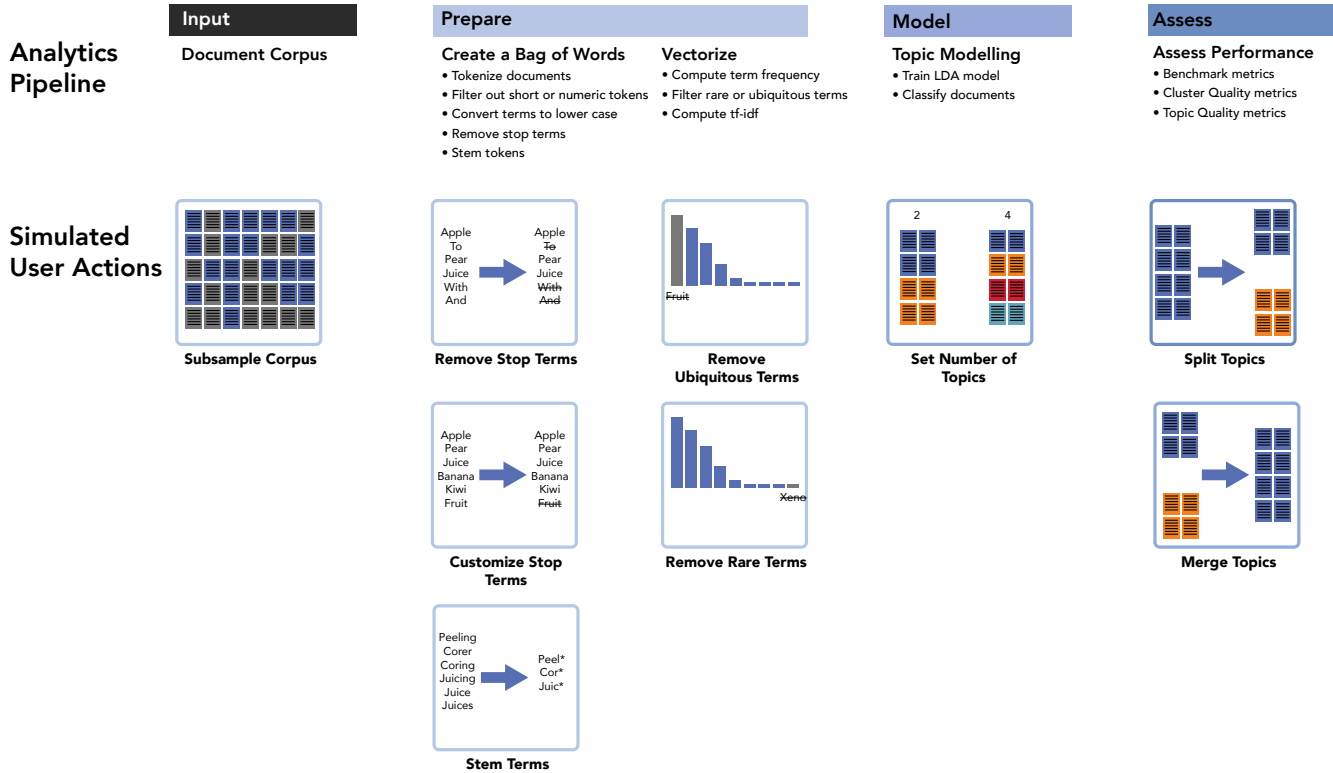 Input
Prepare
Model
Assess
Analytics
Pipeline
Document Corpus
Create a Bag of Words
• Tokenize documents
• Filter out short or numeric tokens
• Convert terms to lower case
• Remove stop terms
• Stem tokens
Vectorize
• Compute term frequency
• Filter rare or ubiquitous terms
• Compute tf-idf
Topic Modelling
• Train LDA model
• Classify documents
Assess Performance
• Benchmark metrics
• Cluster Quality metrics
• Topic Quality metrics
Simulated
User Actions
Subsample Corpus
Apple
To
Pear
Juice
With
And
Apple
To
Pear
Juice
With
And
Remove Stop Terms
Fruit
Remove
Ubiquitous Terms
2
4
Set Number of
Topics
Split Topics
Apple
Pear
Juice
Banana
Kiwi
Fruit
Apple
Pear
Juice
Banana
Kiwi
Fruit
Customize Stop
Terms
Xeno
Remove Rare Terms
Merge Topics
Peeling
Corer
Coring
Juicing
Juice
Juices
Peel*
Cor*
Juic*
Stem Terms